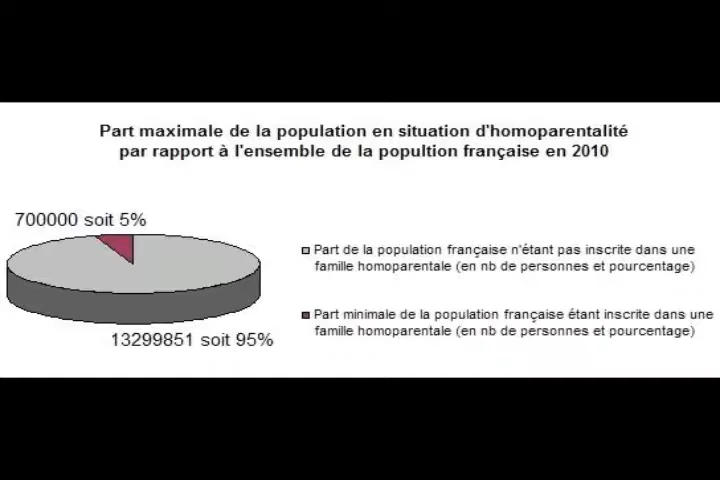 Part maximale de la population en situation d'homoparentalité
par rapport à l'ensemble de la popultion française en 2010
700000 soit 5%
13299851 soit 95%
Part de la population française n'étant pas inscrite dans une
famille homoparentale (en nb de personnes et pourcentage)
Part minimale de la population française étant inscrite dans une
famille homoparentale (en nb de personnes et pourcentage)